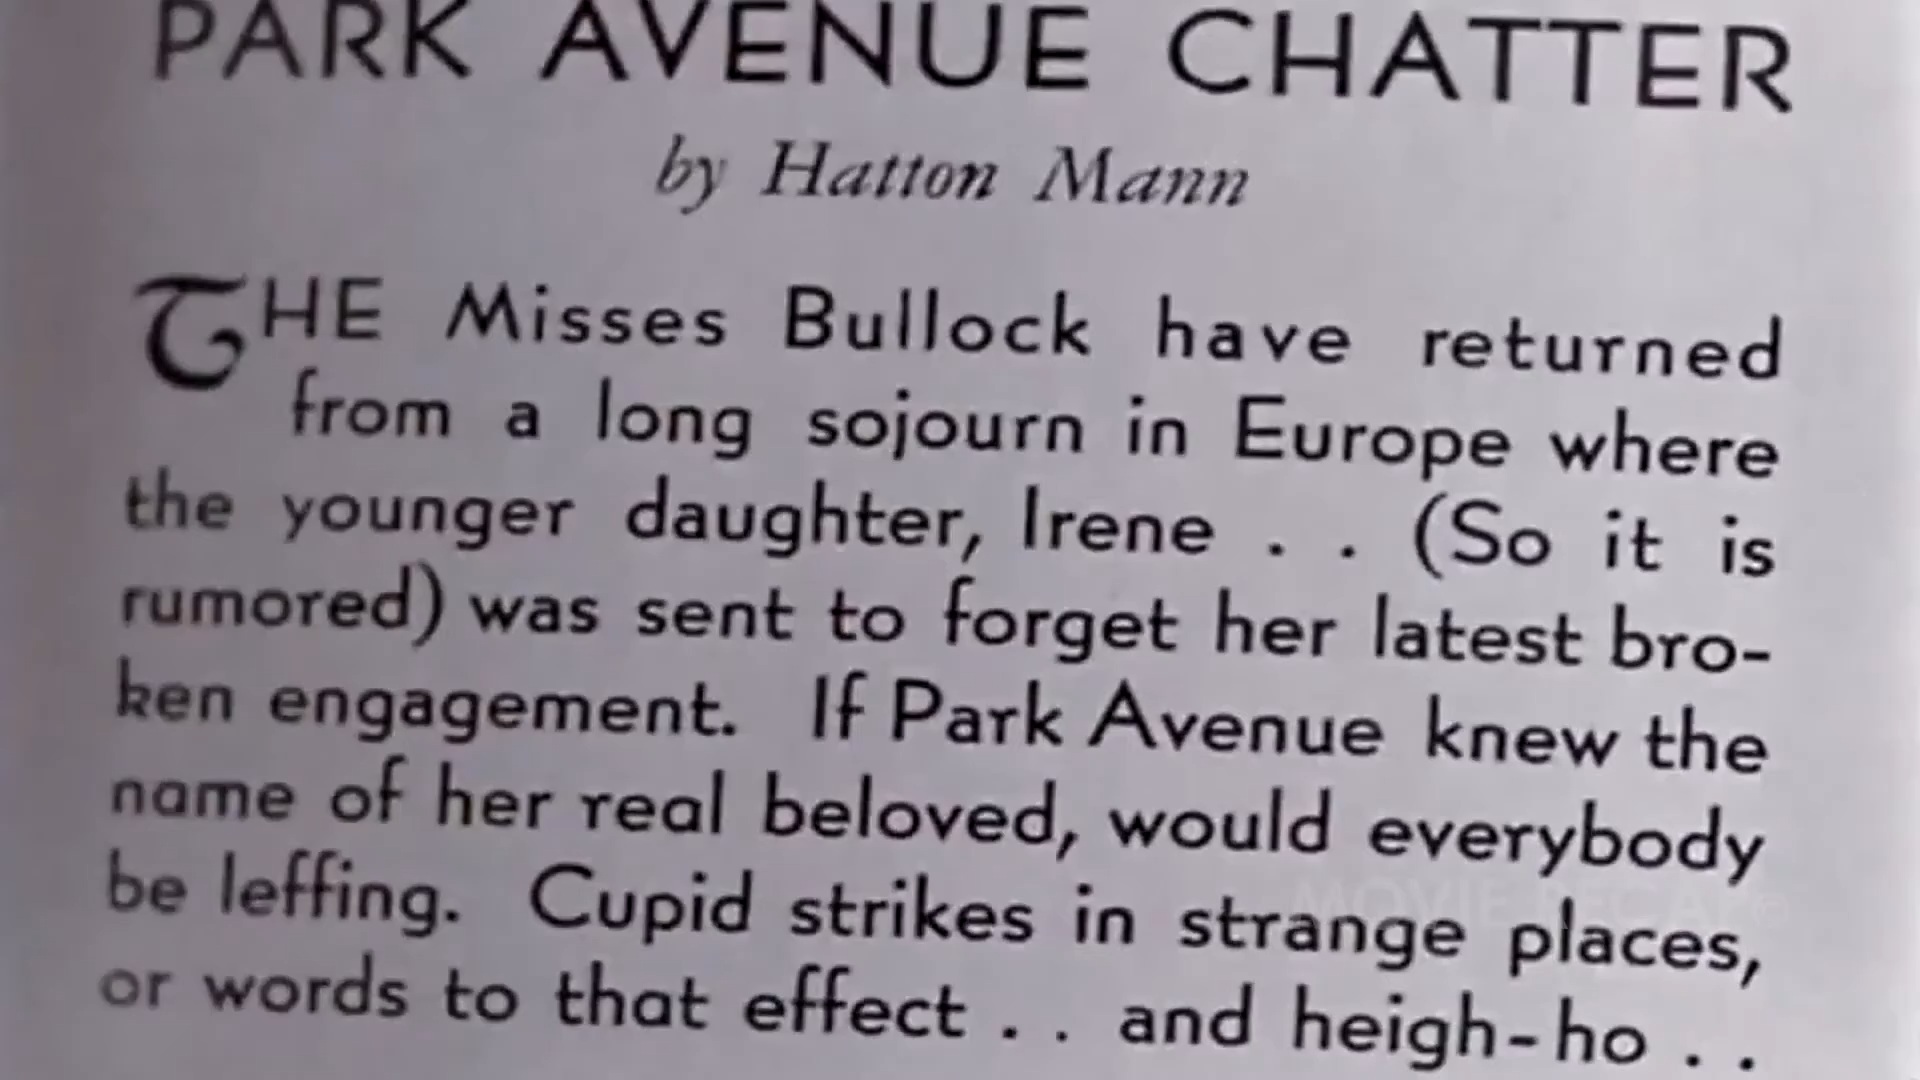 PARK AVENUE CHATTER
by Hatton Mann
THE Misses Bullock have returned
from a long sojourn in Europe where
the younger daughter, Irene . . (So it is
rumored) was sent to forget her latest bro-
ken engagement. If Park Avenue knew the
name of her real beloved, would everybody
be leffing. Cupid strikes in strange places,
or words to that effect . . and heigh-ho . .
MOVIE RECAP®